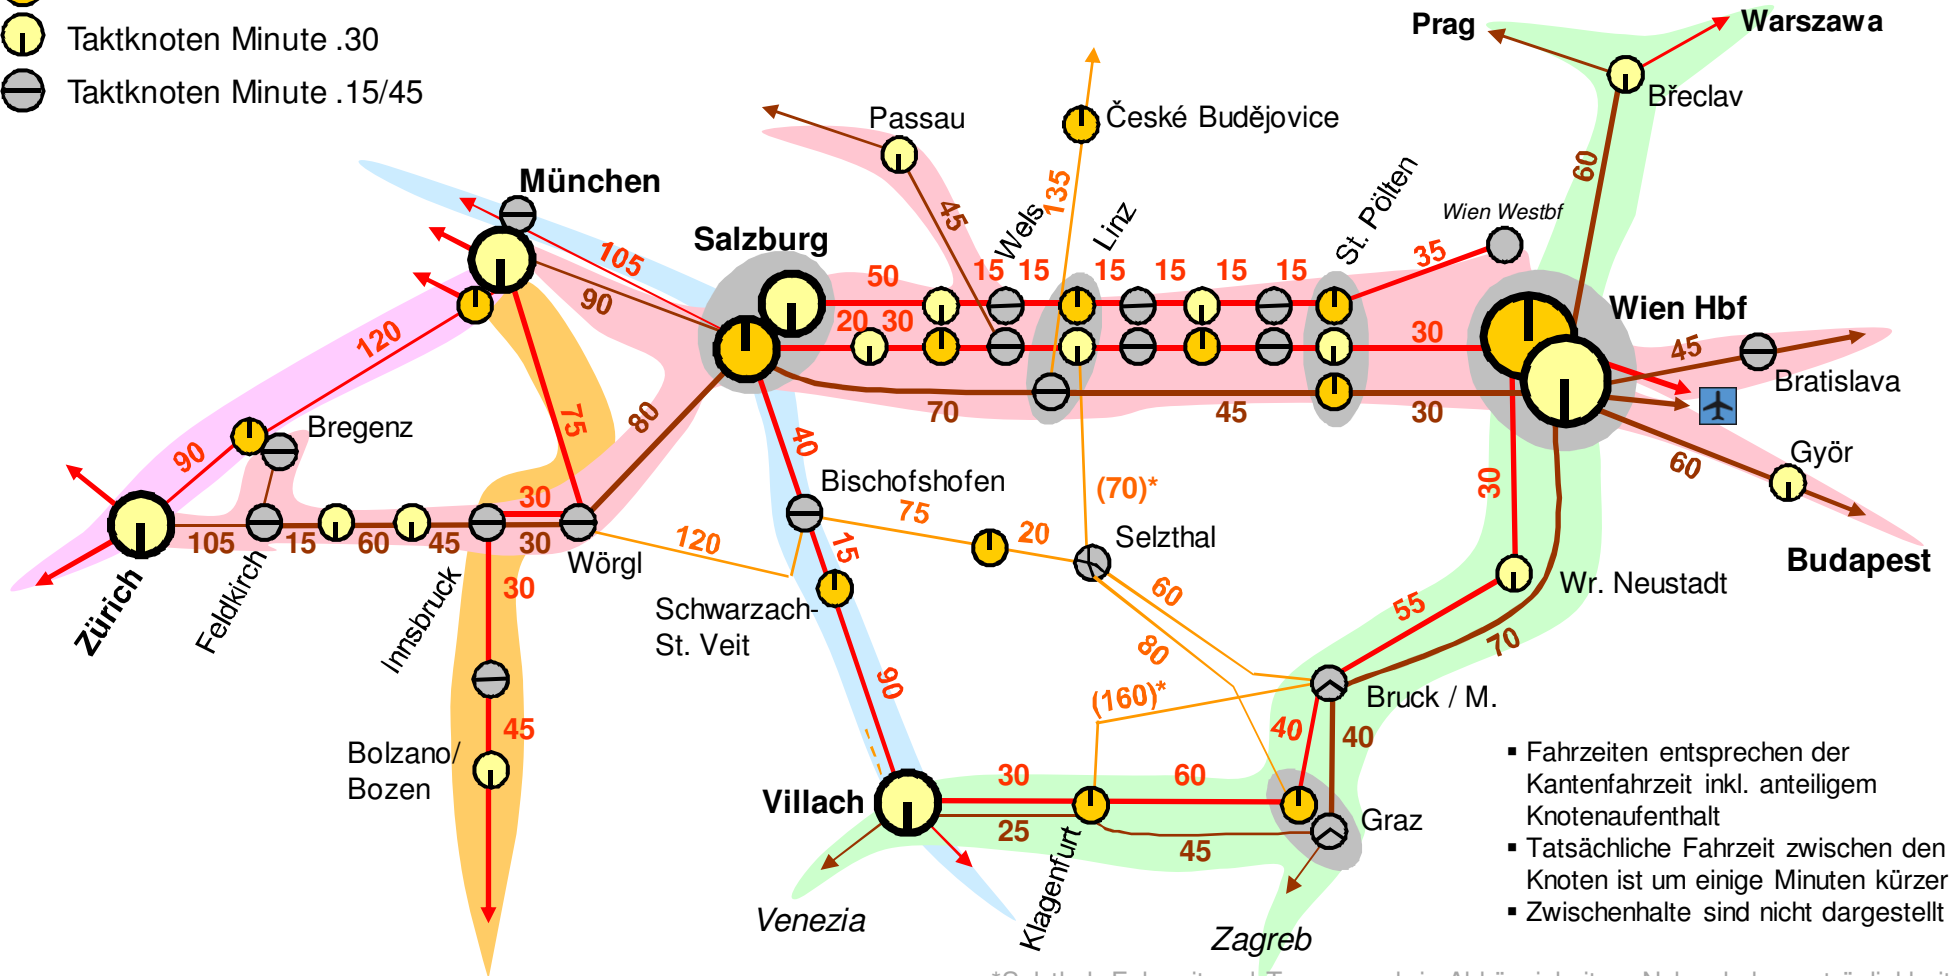 Taktknoten Minute .30
Taktknoten Minute .15/45
Prag
Warszawa
Břeclav
60
Passau
České Budějovice
135
45
Wels
Linz
St. Pölten
Wien Westbf
München
Salzburg
105
90
50
15
15
15
15
15
15
35
20
30
30
Wien Hbf
45
Bratislava
70
45
30
120
90
Bregenz
75
80
40
Bischofshofen
75
20
(70)*
Selzthal
30
60
Györ
Budapest
105
15
60
45
30
30
Wörgl
120
15
Zürich
Feldkirch
Innsbruck
30
Schwarzach-
St. Veit
60
80
55
70
Wr. Neustadt
90
(160)*
Bruck / M.
40
40
45
Bolzano/
Bozen
Villach
30
60
25
45
Klagenfurt
Graz
Venezia
Zagreb
▪ Fahrzeiten entsprechen der
Kantenfahrzeit inkl. anteiligem
Knotenaufenthalt
▪ Tatsächliche Fahrzeit zwischen den
Knoten ist um einige Minuten kürzer
▪ Zwischenhalte sind nicht dargestellt